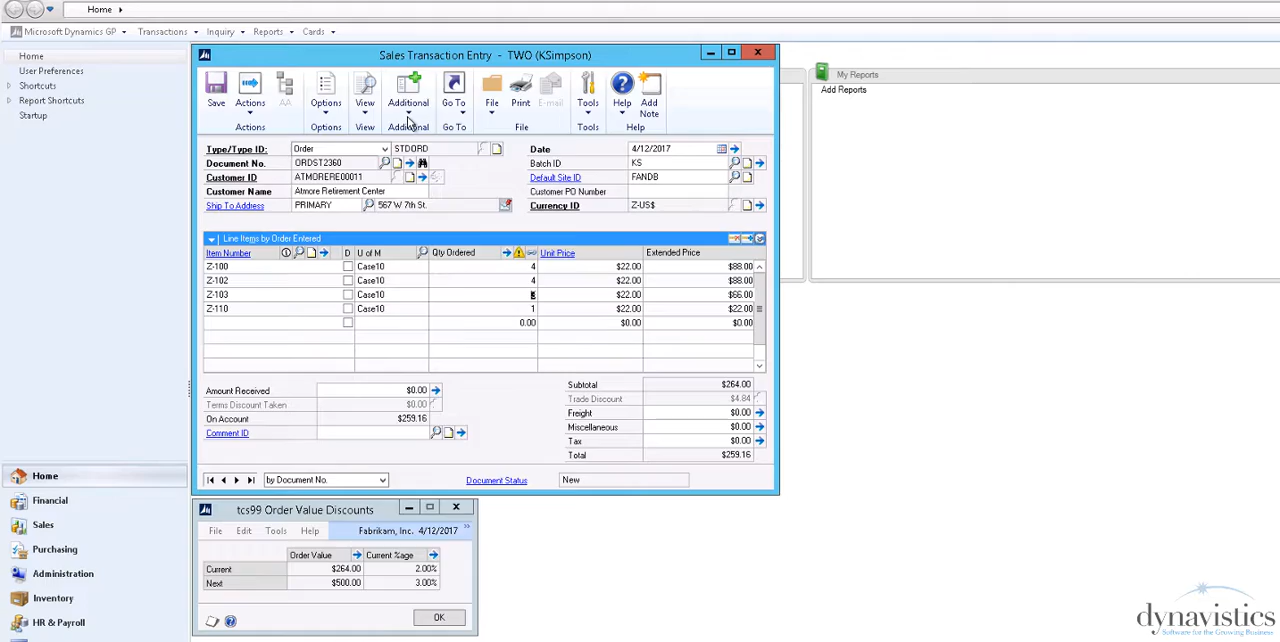 Home
Microsoft Dynamics GP Transactions Inquiry Reports Cards
Home
User Preferences
Shortcuts
Report Shortcuts
Startup
Home
Financial
Sales
Purchasing
Administration
Inventory
HR & Payroll
Sales Transaction Entry - TWO (KSimpson)
Save Actions AA Options View Additional Go To File Print E-mail Tools Help Add Note
Actions Options View Additional Go To File Tools Help
Type/Type ID: Order STDORD Date 4/12/2017
Document No. ORDST2360 Batch ID KS
Customer ID ATMORERE00011 Default Site ID FANDB
Customer Name Atmore Retirement Center Customer PO Number
Ship To Address PRIMARY 567 W 7th St. Currency ID Z-US$
Line Items by Order Entered
Item Number D U of M Qty Ordered Unit Price Extended Price
Z-100 Case10 4 $22.00 $88.00
Z-102 Case10 4 $22.00 $88.00
Z-103 Case10 $22.00 $66.00
Z-110 Case10 1 $22.00 $22.00
0.00 $0.00 $0.00
Amount Received $0.00 Subtotal $264.00
Terms Discount Taken $0.00 Trade Discount $4.84
On Account $259.16 Freight $0.00
Comment ID Miscellaneous $0.00
Tax $0.00
Total $259.16
by Document No. Document Status New
tcs99 Order Value Discounts
File Edit Tools Help Fabrikam, Inc. 4/12/2017 »
Order Value Current %age
Current $264.00 2.00%
Next $500.00 3.00%
OK
My Reports
Add Reports
dynavistics
Software for the Growing Business